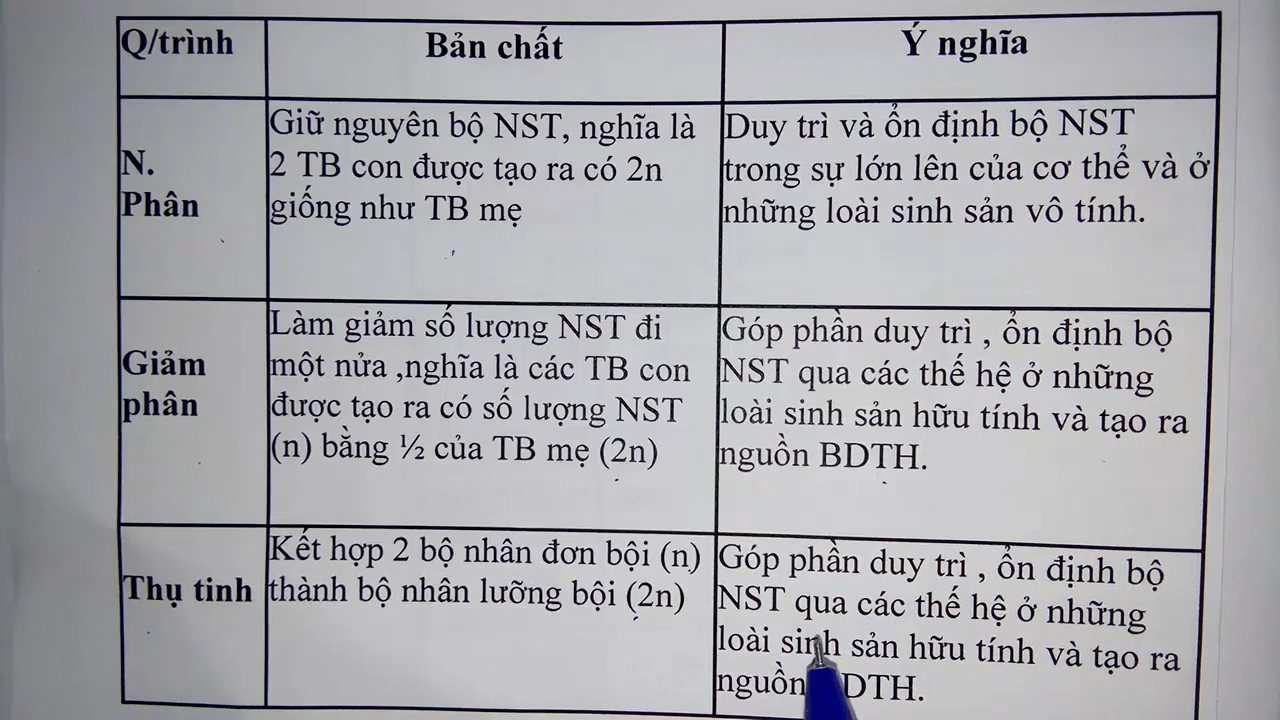 Q/trình
Bản chất
Ý nghĩa
N.
Phân
Giữ nguyên bộ NST, nghĩa là
2 TB con được tạo ra có 2n
giống như TB mẹ
Duy trì và ổn định bộ NST
trong sự lớn lên của cơ thể và ở
những loài sinh sản vô tính.
Giảm
phân
Làm giảm số lượng NST đi
một nửa ,nghĩa là các TB con
được tạo ra có số lượng NST
(n) bằng ½ của TB mẹ (2n)
Góp phần duy trì , ổn định bộ
NST qua các thế hệ ở những
loài sinh sản hữu tính và tạo ra
nguồn BDTH.
Thụ tinh
Kết hợp 2 bộ nhân đơn bội (n)
thành bộ nhân lưỡng bội (2n)
Góp phần duy trì , ổn định bộ
NST qua các thế hệ ở những
loài sinh sản hữu tính và tạo ra
nguồn DTH.